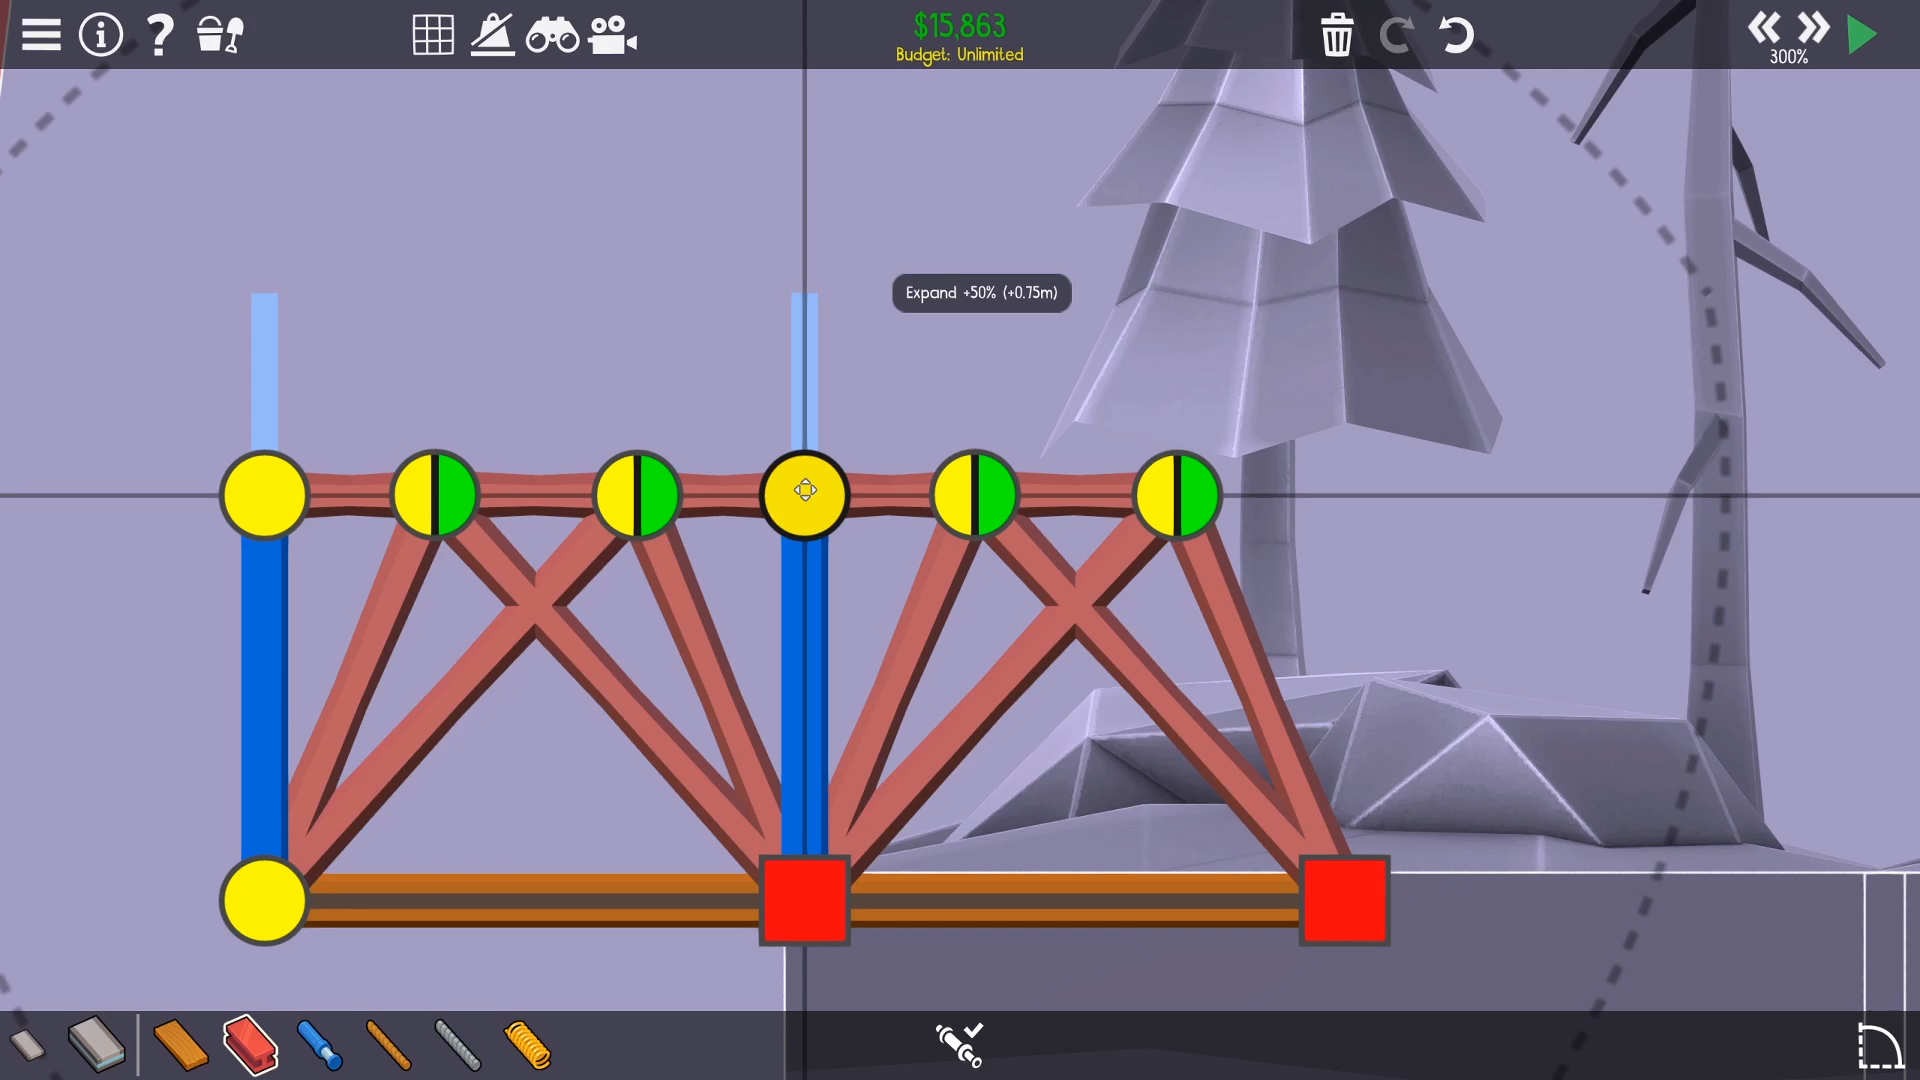 $15,863
Budget: Unlimited
300%
Expand +50% (+0.75m)